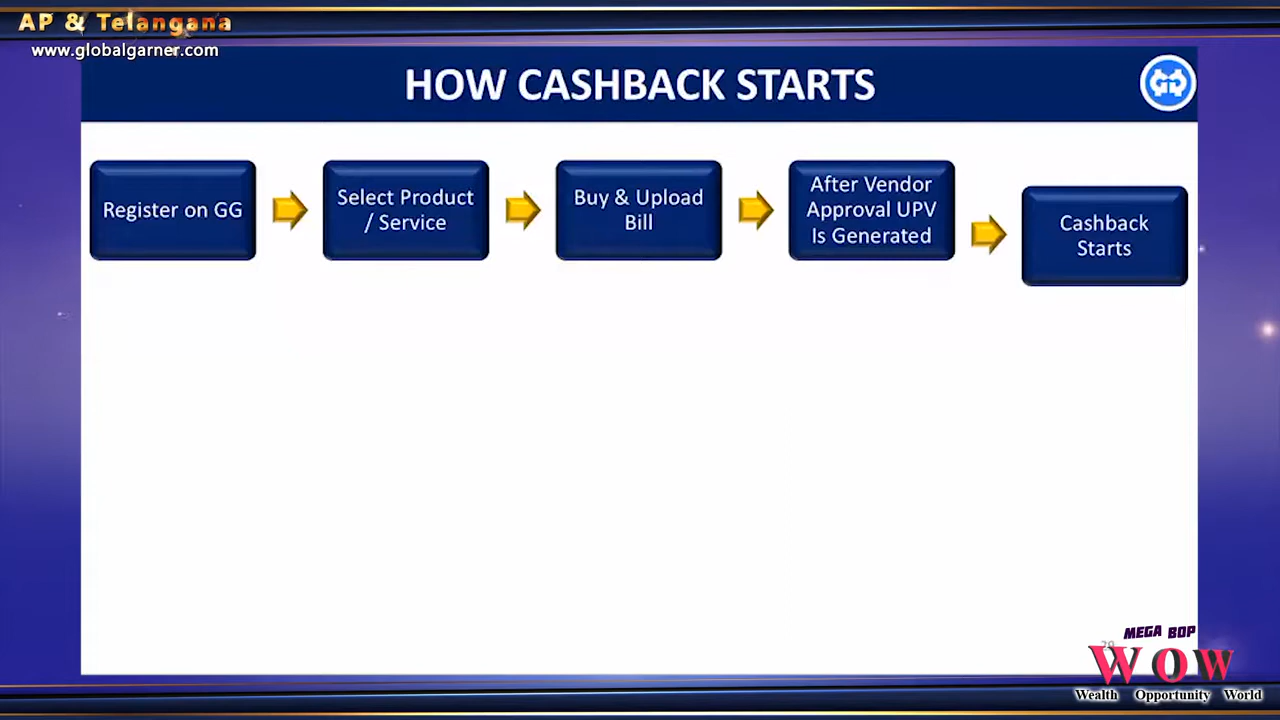 AP & Telangana
www.globalgarner.com
HOW CASHBACK STARTS
Register on GG
Select Product
/ Service
Buy & Upload
Bill
After Vendor
Approval UPV
Is Generated
Cashback
Starts
MEGA BOP
WOW
Wealth Opportunity World